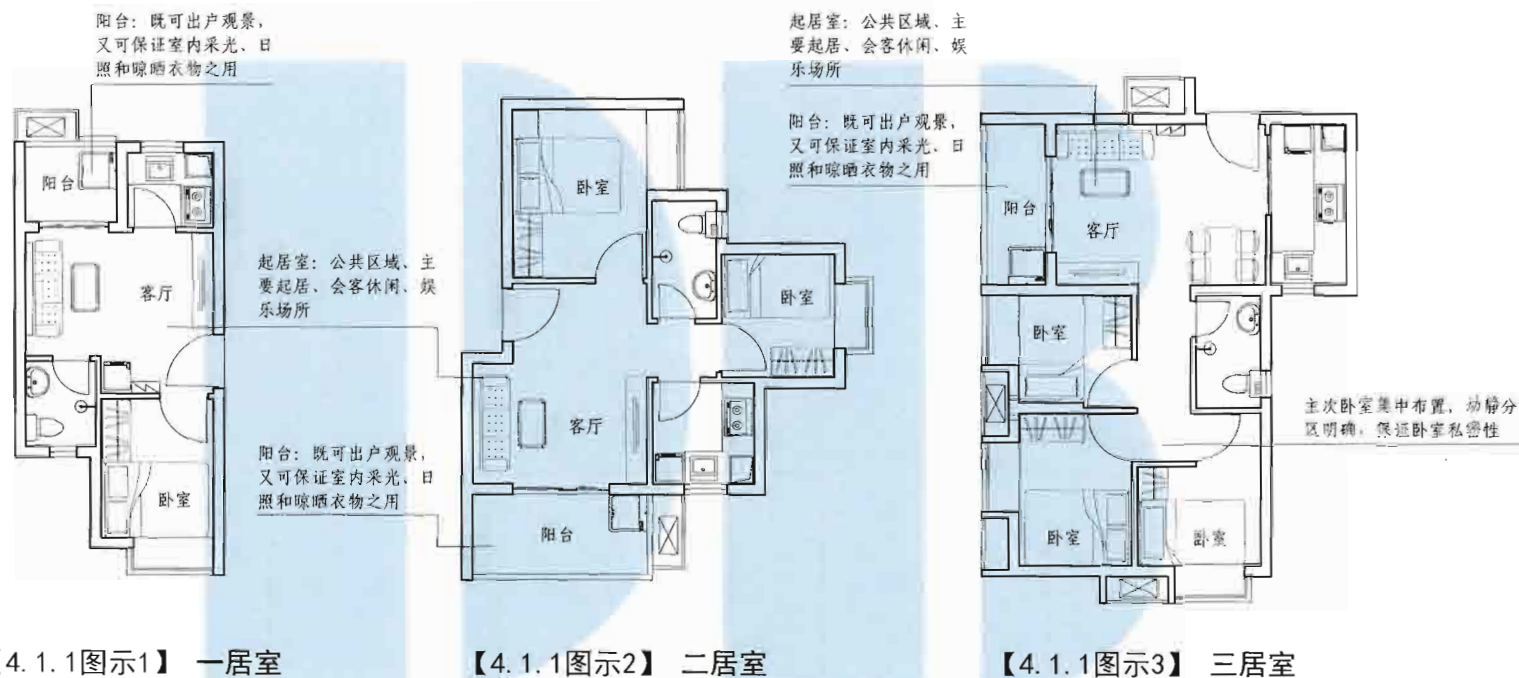 阳台：既可出户观景，
又可保证室内采光、日
照和晾晒衣物之用
阳台
客厅
卧室
起居室：公共区域、主
要起居、会客休闲、娱
乐场所
阳台：既可出户观景，
又可保证室内采光、日
照和晾晒衣物之用
卧室
卧室
客厅
阳台
起居室：公共区域、主
要起居、会客休闲、娱
乐场所
阳台：既可出户观景，
又可保证室内采光、日
照和晾晒衣物之用
阳台
客厅
卧室
卧室
卧室
主次卧室集中布置，动静分
区明确，保证卧室私密性
【4.1.1图示1】 一居室
【4.1.1图示2】 二居室
【4.1.1图示3】 三居室